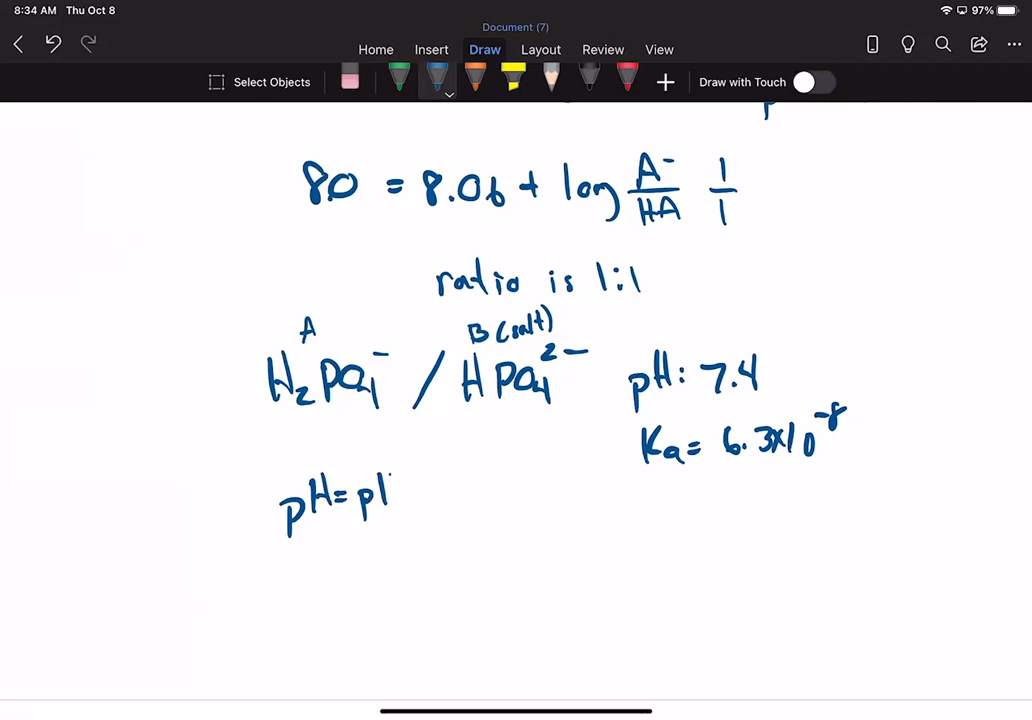 8:34 AM Thu Oct 8
97%
Document (7)
Home Insert Draw Layout Review View
Select Objects
Draw with Touch
80 = 8.06 + log A⁻/HA 1/1
ratio is 1:1
A
B (salt)
H₂PO₄⁻ / HPO₄²⁻
pH: 7.4
Ka = 6.3x10⁻⁸
pH = pl